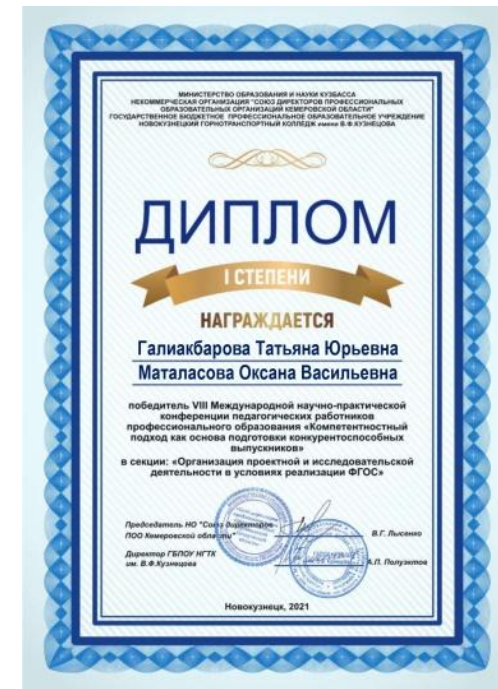 МИНИСТЕРСТВО ОБРАЗОВАНИЯ И НАУКИ КУЗБАССА
НЕКОММЕРЧЕСКАЯ ОРГАНИЗАЦИЯ "СОЮЗ ДИРЕКТОРОВ ПРОФЕССИОНАЛЬНЫХ
ОБРАЗОВАТЕЛЬНЫХ ОРГАНИЗАЦИЙ КЕМЕРОВСКОЙ ОБЛАСТИ"
ГОСУДАРСТВЕННОЕ БЮДЖЕТНОЕ ПРОФЕССИОНАЛЬНОЕ ОБРАЗОВАТЕЛЬНОЕ УЧРЕЖДЕНИЕ
НОВОКУЗНЕЦКИЙ ГОРНОТРАНСПОРТНЫЙ КОЛЛЕДЖ имени В.Ф.КУЗНЕЦОВА
ДИПЛОМ
I СТЕПЕНИ
НАГРАЖДАЕТСЯ
Галиакбарова Татьяна Юрьевна
Маталасова Оксана Васильевна
победитель VIII Международной научно-практической
конференции педагогических работников
профессионального образования «Компетентностный
подход как основа подготовки конкурентоспособных
выпускников»
в секции: «Организация проектной и исследовательской
деятельности в условиях реализации ФГОС»
Председатель НО "Союз директоров
ПОО Кемеровской области" В.Г. Лысенко
Директор ГБПОУ НГТК
им. В.Ф.Кузнецова А.П. Полуэктов
Новокузнецк, 2021